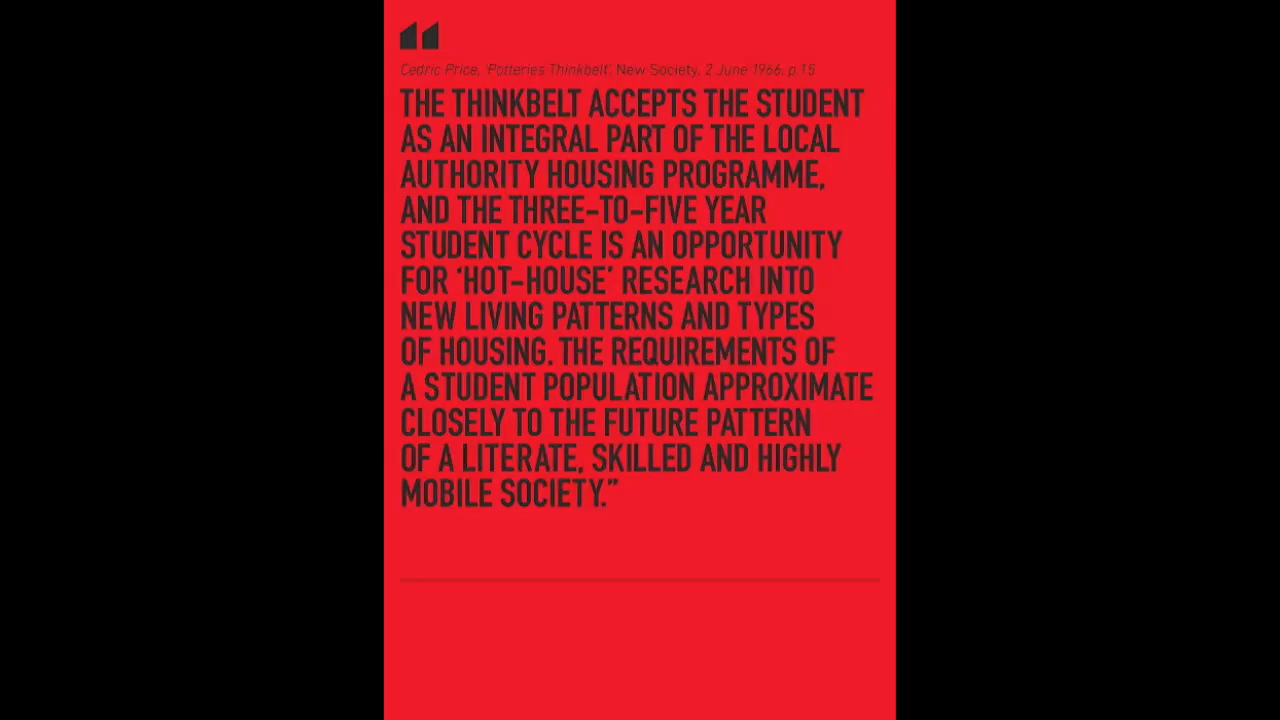 “
Cedric Price, 'Potteries Thinkbelt', New Society, 2 June 1966, p.15
THE THINKBELT ACCEPTS THE STUDENT
AS AN INTEGRAL PART OF THE LOCAL
AUTHORITY HOUSING PROGRAMME,
AND THE THREE-TO-FIVE YEAR
STUDENT CYCLE IS AN OPPORTUNITY
FOR ‘HOT-HOUSE’ RESEARCH INTO
NEW LIVING PATTERNS AND TYPES
OF HOUSING. THE REQUIREMENTS OF
A STUDENT POPULATION APPROXIMATE
CLOSELY TO THE FUTURE PATTERN
OF A LITERATE, SKILLED AND HIGHLY
MOBILE SOCIETY.”